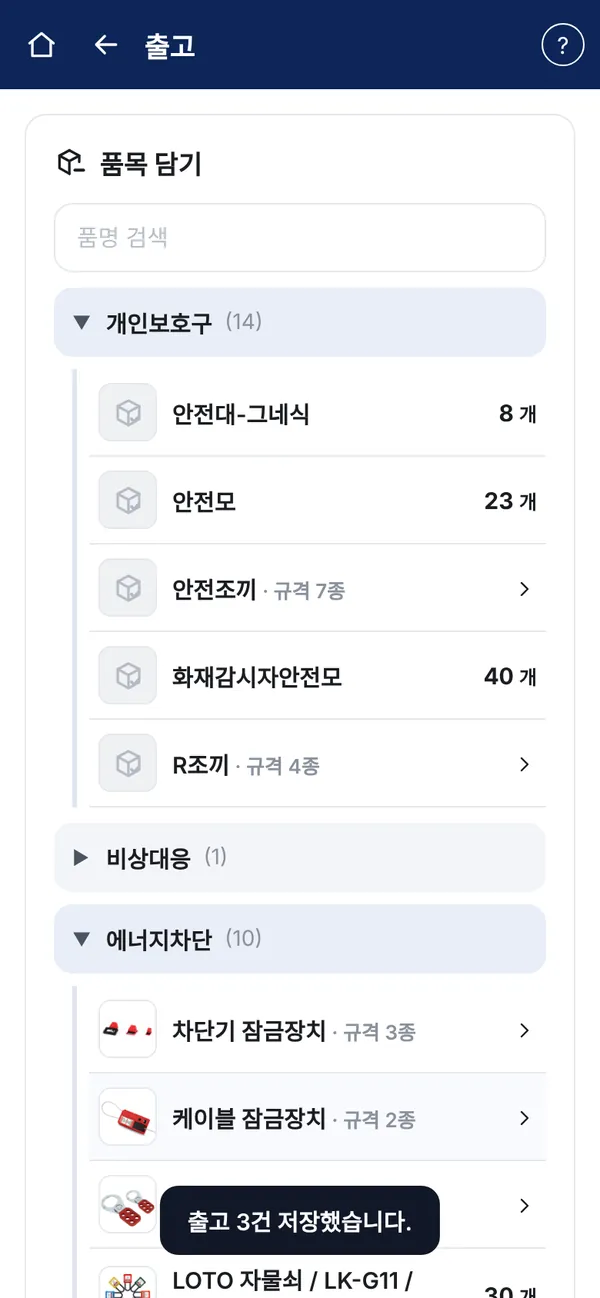 출고
?
품목 담기
품명 검색
▼ 개인보호구 (14)
안전대-그네식 8 개
안전모 23 개
안전조끼 · 규격 7종
화재감시자안전모 40 개
R조끼 · 규격 4종
▶ 비상대응 (1)
▼ 에너지차단 (10)
차단기 잠금장치 · 규격 3종
케이블 잠금장치 · 규격 2종
출고 3건 저장했습니다.
LOTO 자물쇠 / LK-G11 /
30 개